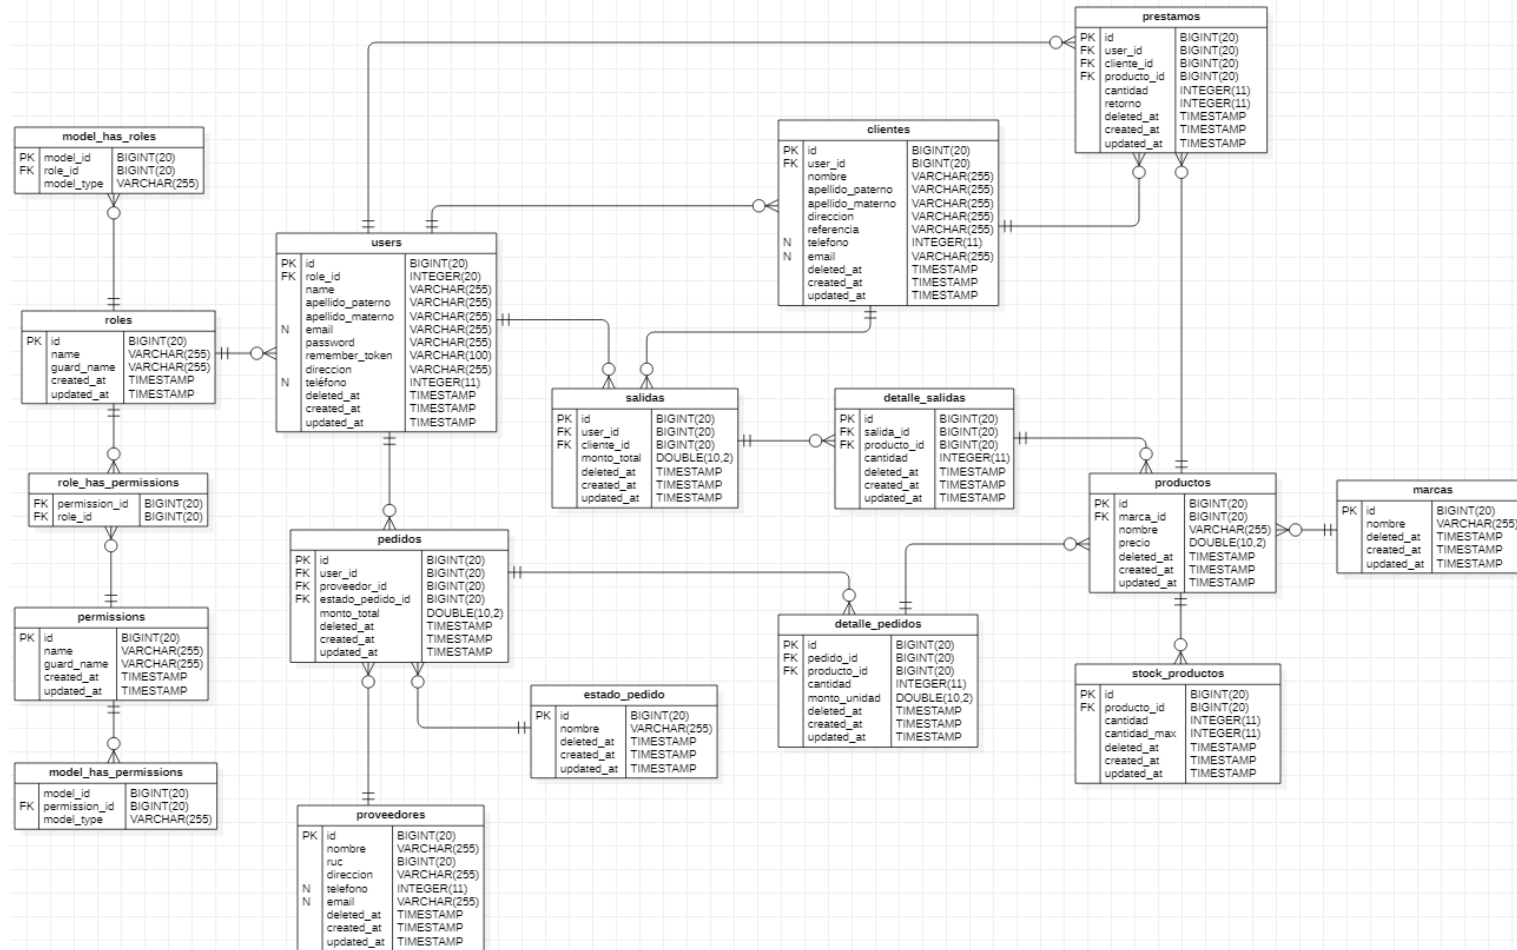 prestamos
PK id BIGINT(20)
FK user_id BIGINT(20)
FK cliente_id BIGINT(20)
FK producto_id BIGINT(20)
cantidad INTEGER(11)
retorno INTEGER(11)
deleted_at TIMESTAMP
created_at TIMESTAMP
updated_at TIMESTAMP
model_has_roles
PK model_id BIGINT(20)
FK role_id BIGINT(20)
model_type VARCHAR(255)
clientes
PK id BIGINT(20)
FK user_id BIGINT(20)
nombre VARCHAR(255)
apellido_paterno VARCHAR(255)
apellido_materno VARCHAR(255)
direccion VARCHAR(255)
referencia VARCHAR(255)
N telefono INTEGER(11)
N email VARCHAR(255)
deleted_at TIMESTAMP
created_at TIMESTAMP
updated_at TIMESTAMP
users
PK id BIGINT(20)
FK role_id INTEGER(20)
name VARCHAR(255)
apellido_paterno VARCHAR(255)
apellido_materno VARCHAR(255)
N email VARCHAR(255)
password VARCHAR(255)
remember_token VARCHAR(100)
direccion VARCHAR(255)
N teléfono INTEGER(11)
deleted_at TIMESTAMP
created_at TIMESTAMP
updated_at TIMESTAMP
roles
PK id BIGINT(20)
name VARCHAR(255)
guard_name VARCHAR(255)
created_at TIMESTAMP
updated_at TIMESTAMP
salidas
PK id BIGINT(20)
FK user_id BIGINT(20)
FK cliente_id BIGINT(20)
monto_total DOUBLE(10,2)
deleted_at TIMESTAMP
created_at TIMESTAMP
updated_at TIMESTAMP
detalle_salidas
PK id BIGINT(20)
FK salida_id BIGINT(20)
FK producto_id BIGINT(20)
cantidad INTEGER(11)
deleted_at TIMESTAMP
created_at TIMESTAMP
updated_at TIMESTAMP
role_has_permissions
FK permission_id BIGINT(20)
FK role_id BIGINT(20)
productos
PK id BIGINT(20)
FK marca_id BIGINT(20)
nombre VARCHAR(255)
precio DOUBLE(10,2)
deleted_at TIMESTAMP
created_at TIMESTAMP
updated_at TIMESTAMP
marcas
PK id BIGINT(20)
nombre VARCHAR(255)
deleted_at TIMESTAMP
created_at TIMESTAMP
updated_at TIMESTAMP
pedidos
PK id BIGINT(20)
FK user_id BIGINT(20)
FK proveedor_id BIGINT(20)
FK estado_pedido_id BIGINT(20)
monto_total DOUBLE(10,2)
deleted_at TIMESTAMP
created_at TIMESTAMP
updated_at TIMESTAMP
permissions
PK id BIGINT(20)
name VARCHAR(255)
guard_name VARCHAR(255)
created_at TIMESTAMP
updated_at TIMESTAMP
detalle_pedidos
PK id BIGINT(20)
FK pedido_id BIGINT(20)
FK producto_id BIGINT(20)
cantidad INTEGER(11)
monto_unidad DOUBLE(10,2)
deleted_at TIMESTAMP
created_at TIMESTAMP
updated_at TIMESTAMP
stock_productos
PK id BIGINT(20)
FK producto_id BIGINT(20)
cantidad INTEGER(11)
cantidad_max INTEGER(11)
deleted_at TIMESTAMP
created_at TIMESTAMP
updated_at TIMESTAMP
estado_pedido
PK id BIGINT(20)
nombre VARCHAR(255)
deleted_at TIMESTAMP
created_at TIMESTAMP
updated_at TIMESTAMP
model_has_permissions
model_id BIGINT(20)
FK permission_id BIGINT(20)
model_type VARCHAR(255)
proveedores
PK id BIGINT(20)
nombre VARCHAR(255)
ruc BIGINT(20)
direccion VARCHAR(255)
N telefono INTEGER(11)
N email VARCHAR(255)
deleted_at TIMESTAMP
created_at TIMESTAMP
updated_at TIMESTAMP